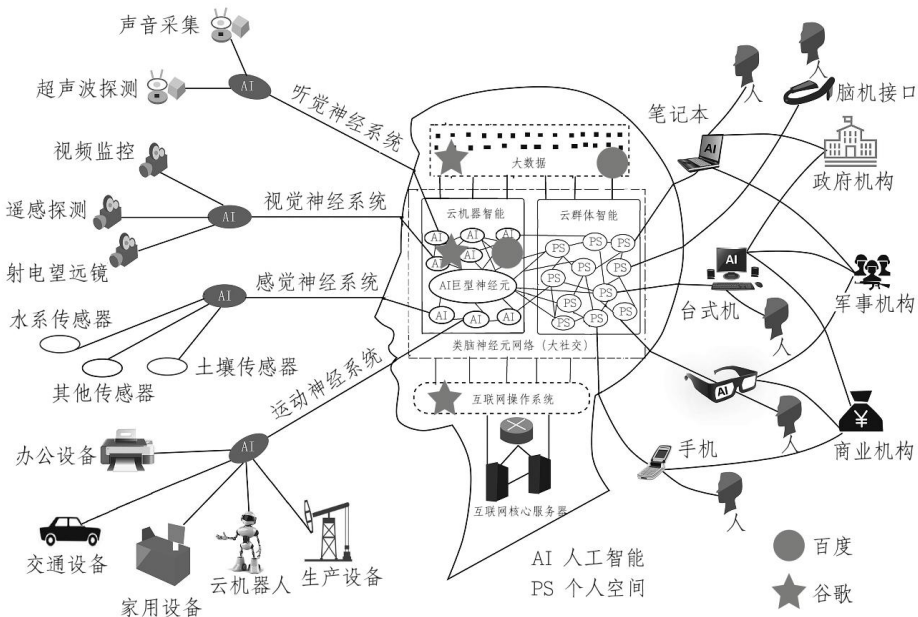 声音采集
AI
超声波探测
听觉神经系统
视频监控
遥感探测
AI
视觉神经系统
射电望远镜
感觉神经系统
AI
水系传感器
土壤传感器
其他传感器
运动神经系统
办公设备
AI
交通设备
家用设备
云机器人
生产设备
大数据
云机器智能
云群体智能
AI
AI
AI
AI
AI
AI
AI巨型神经元
AI
AI
AI
PS
PS
PS
PS
PS
PS
PS
PS
PS
PS
PS
PS
类脑神经元网络（大社交）
互联网操作系统
互联网核心服务器
笔记本
AI
人
人
脑机接口
政府机构
AI
台式机
人
军事机构
AI
人
商业机构
¥
手机
人
AI 人工智能
PS 个人空间
百度
谷歌